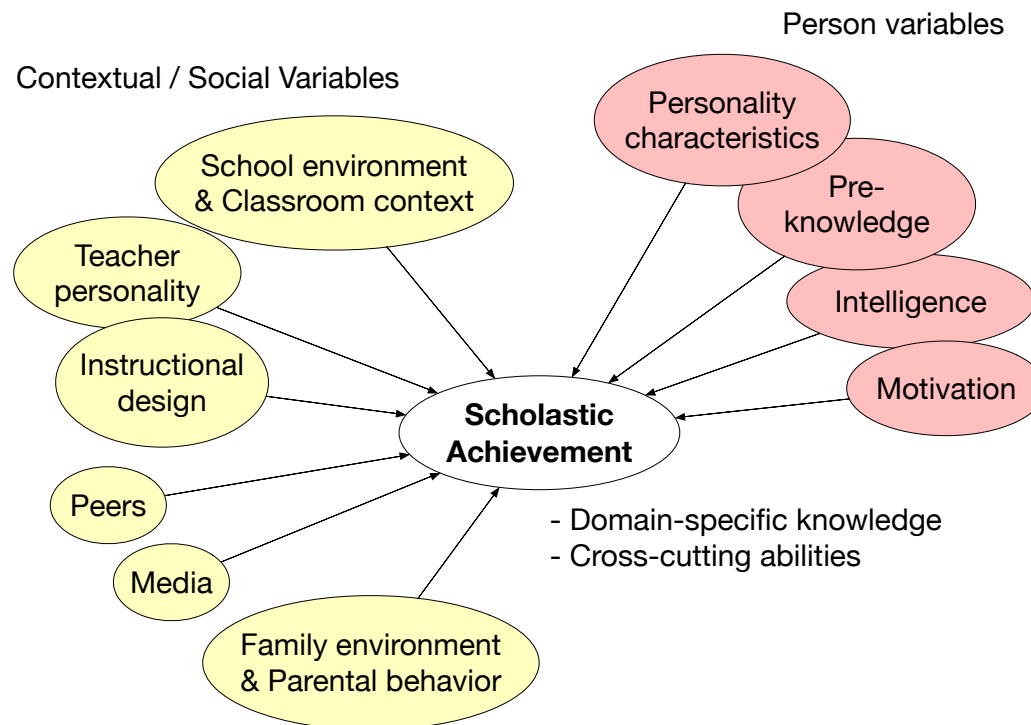 Person variables
Contextual / Social Variables
Personality
characteristics
School environment
& Classroom context
Pre-
knowledge
Teacher
personality
Intelligence
Instructional
design
Motivation
Scholastic
Achievement
Peers
- Domain-specific knowledge
- Cross-cutting abilities
Media
Family environment
& Parental behavior